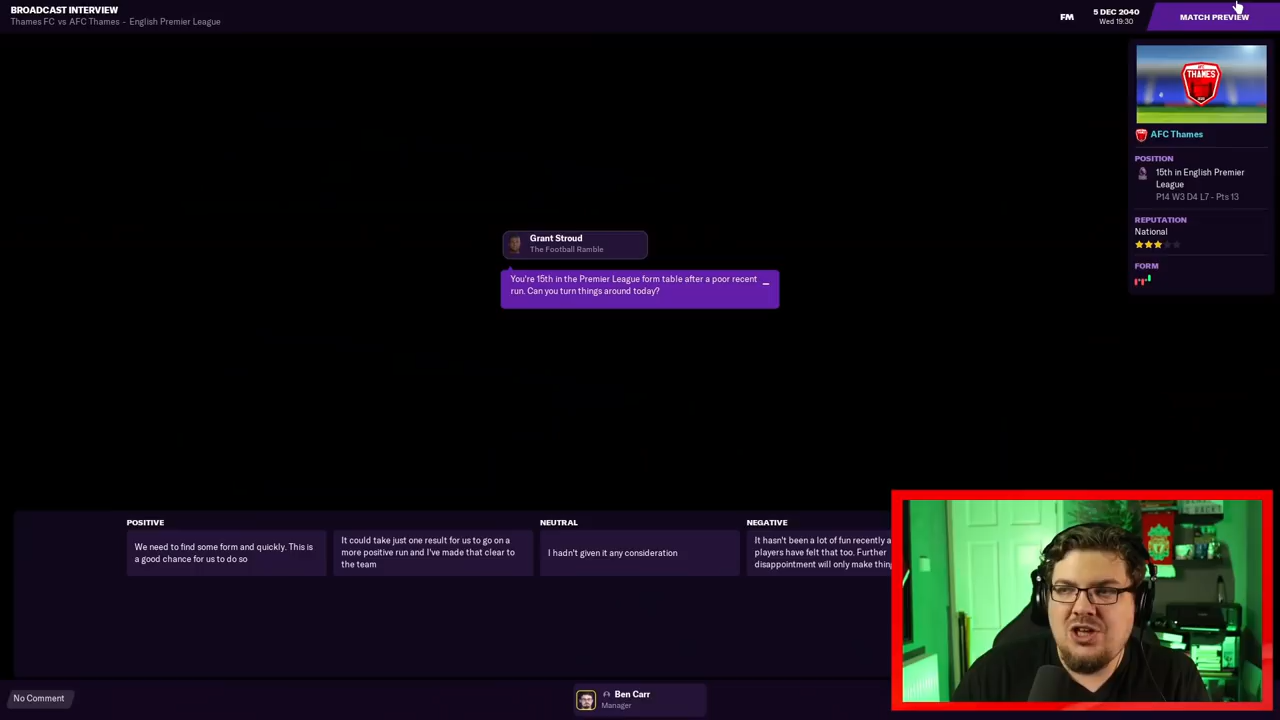 BROADCAST INTERVIEW
Thames FC vs AFC Thames - English Premier League
FM
5 DEC 2040
Wed 19:30
MATCH PREVIEW
THAMES
AFC Thames
POSITION
15th in English Premier
League
P14 W3 D4 L7 - Pts 13
REPUTATION
National
FORM
Grant Stroud
The Football Ramble
You're 15th in the Premier League form table after a poor recent
run. Can you turn things around today?
POSITIVE
We need to find some form and quickly. This is
a good chance for us to do so
It could take just one result for us to go on a
more positive run and I've made that clear to
the team
NEUTRAL
I hadn't given it any consideration
NEGATIVE
It hasn't been a lot of fun recently a
players have felt that too. Further
disappointment will only make thin
No Comment
Ben Carr
Manager